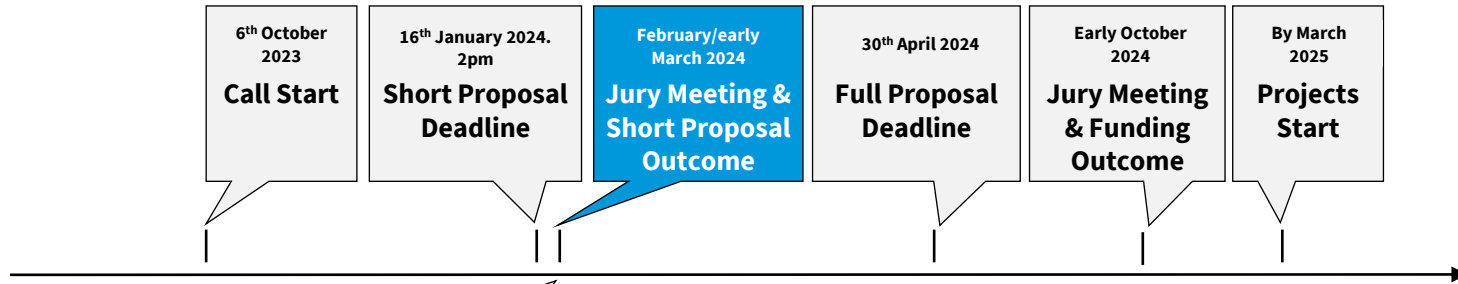 6th October
2023
Call Start
16th January 2024.
2pm
Short Proposal
Deadline
February/early
March 2024
Jury Meeting &
Short Proposal
Outcome
30th April 2024
Full Proposal
Deadline
Early October
2024
Jury Meeting
& Funding
Outcome
By March
2025
Projects
Start